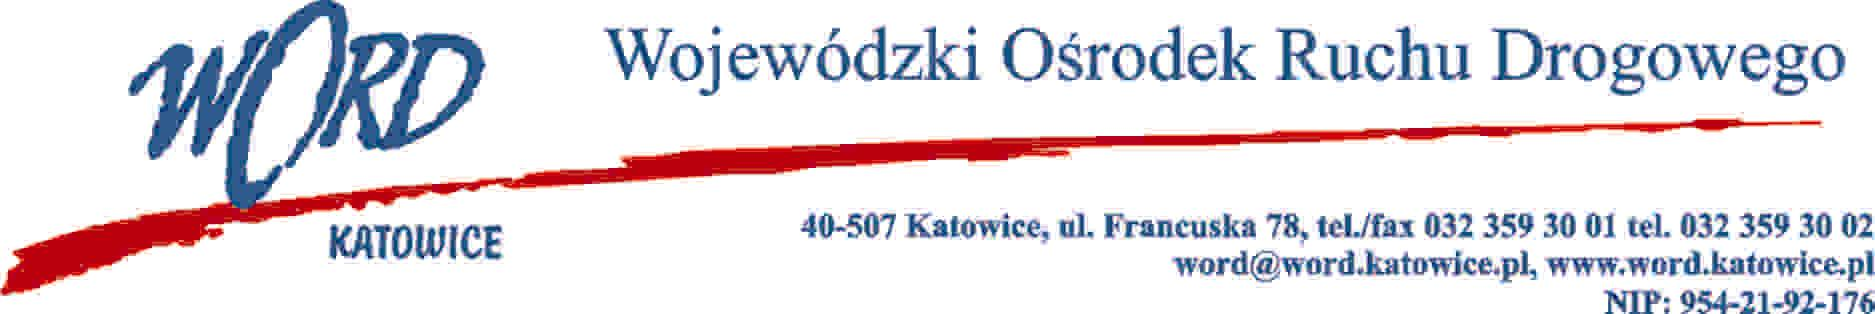 WORD
KATOWICE
Wojewódzki Ośrodek Ruchu Drogowego
40-507 Katowice, ul. Francuska 78, tel./fax 032 359 30 01 tel. 032 359 30 02
word@word.katowice.pl, www.word.katowice.pl
NIP: 954-21-92-176